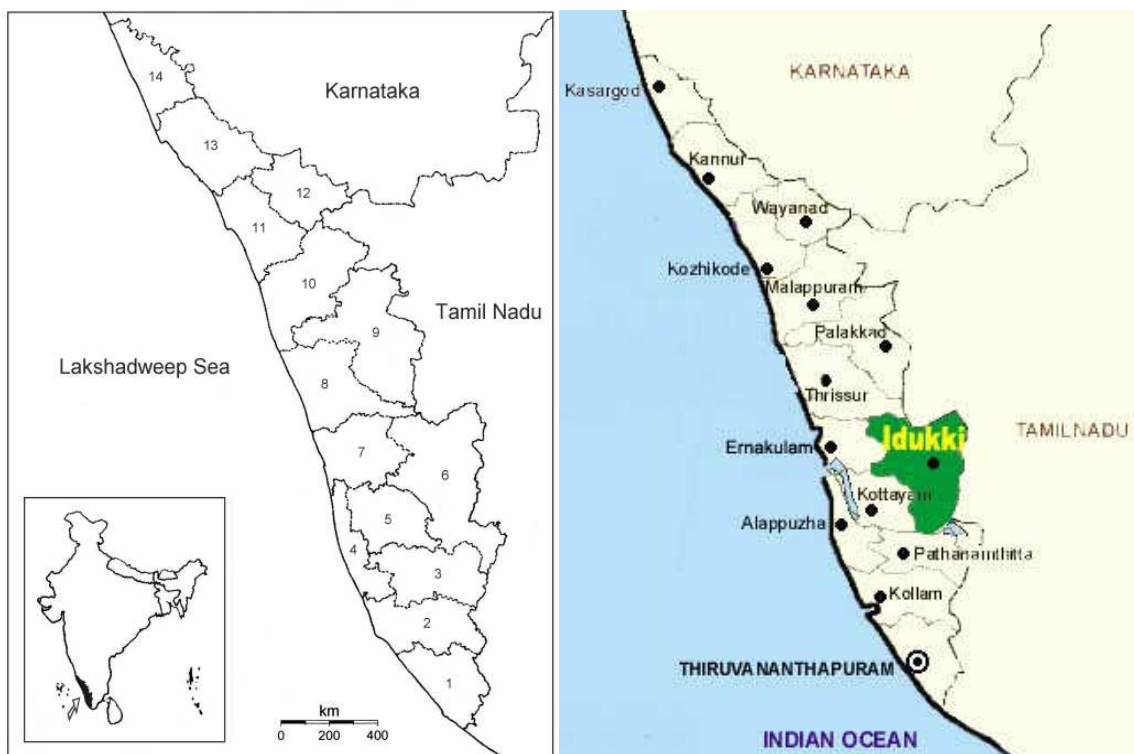 14
Karnataka
13
12
11
10
Tamil Nadu
9
Lakshadweep Sea
8
7
6
5
4
3
2
1
km
0 200 400
KARNATAKA
Kasargod
Kannur
Wayanad
Kozhikode
Malappuram
Palakkad
Thrissur
Idukki
TAMILNADU
Ernakulam
Kottayam
Alappuzha
Pathanamthitta
Kollam
THIRUVANANTHAPURAM
INDIAN OCEAN